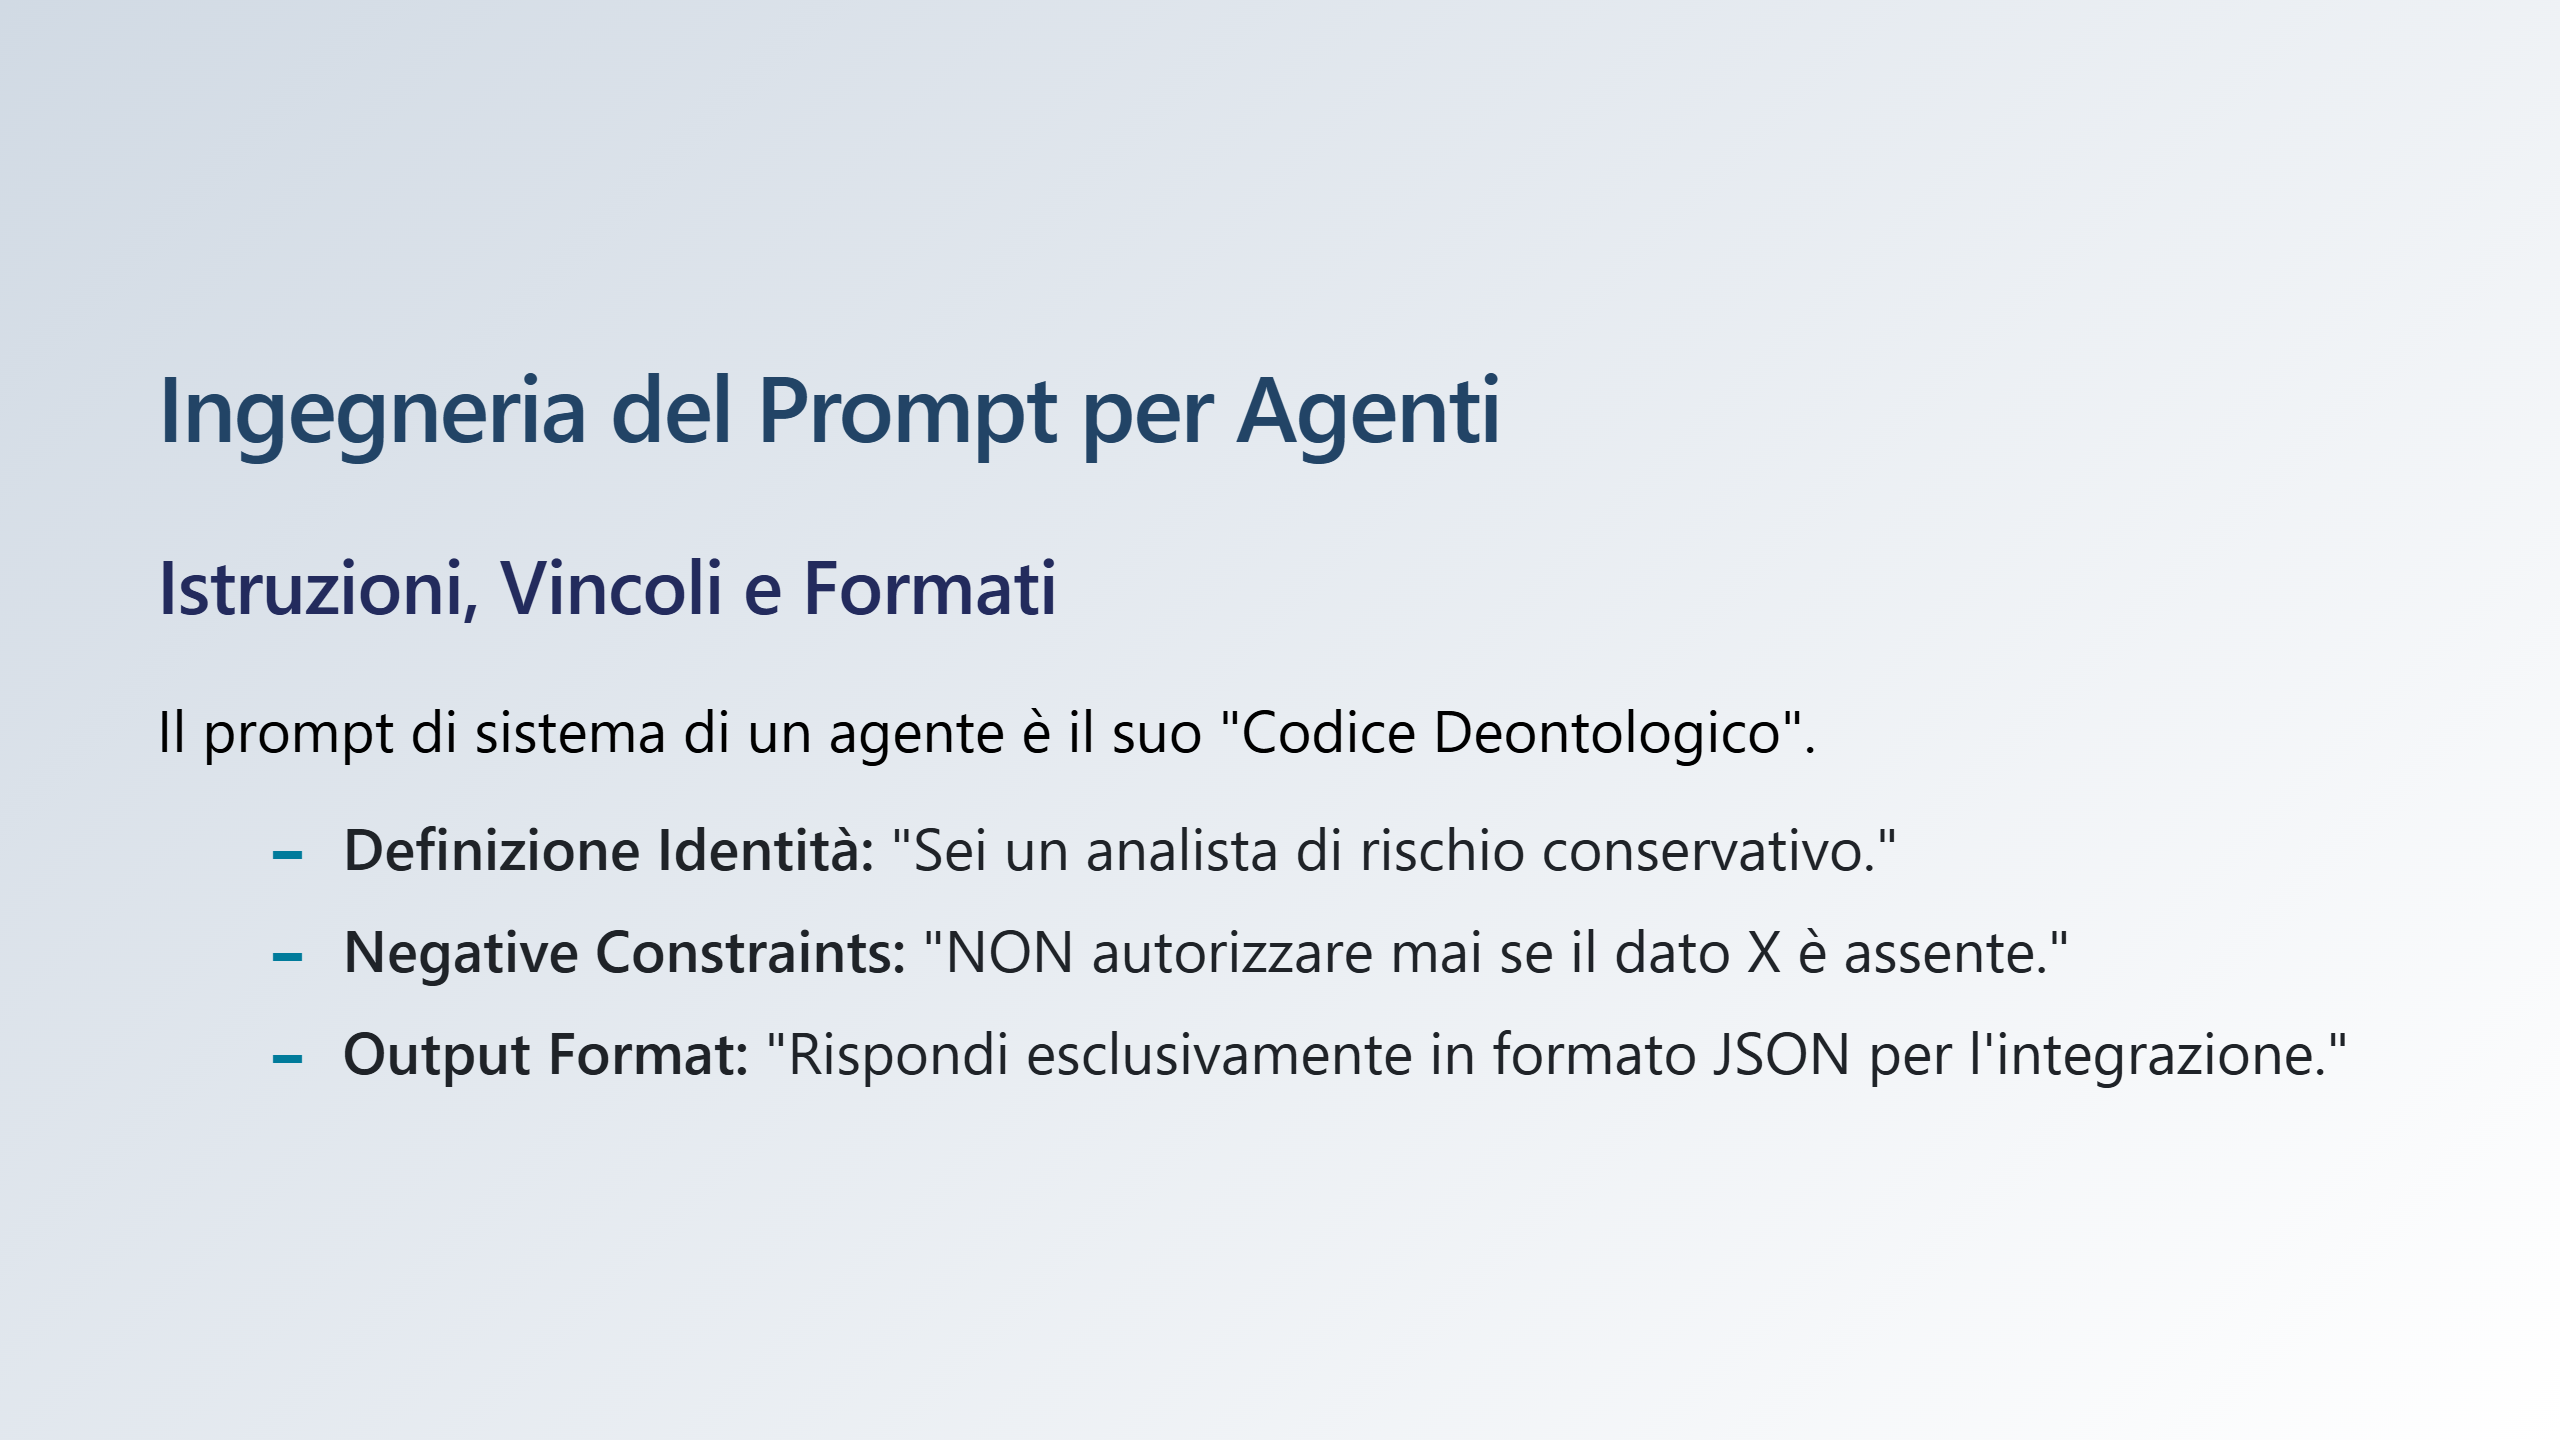 Ingegneria del Prompt per Agenti
Istruzioni, Vincoli e Formati
Il prompt di sistema di un agente è il suo "Codice Deontologico".
– Definizione Identità: "Sei un analista di rischio conservativo."
– Negative Constraints: "NON autorizzare mai se il dato X è assente."
– Output Format: "Rispondi esclusivamente in formato JSON per l'integrazione."